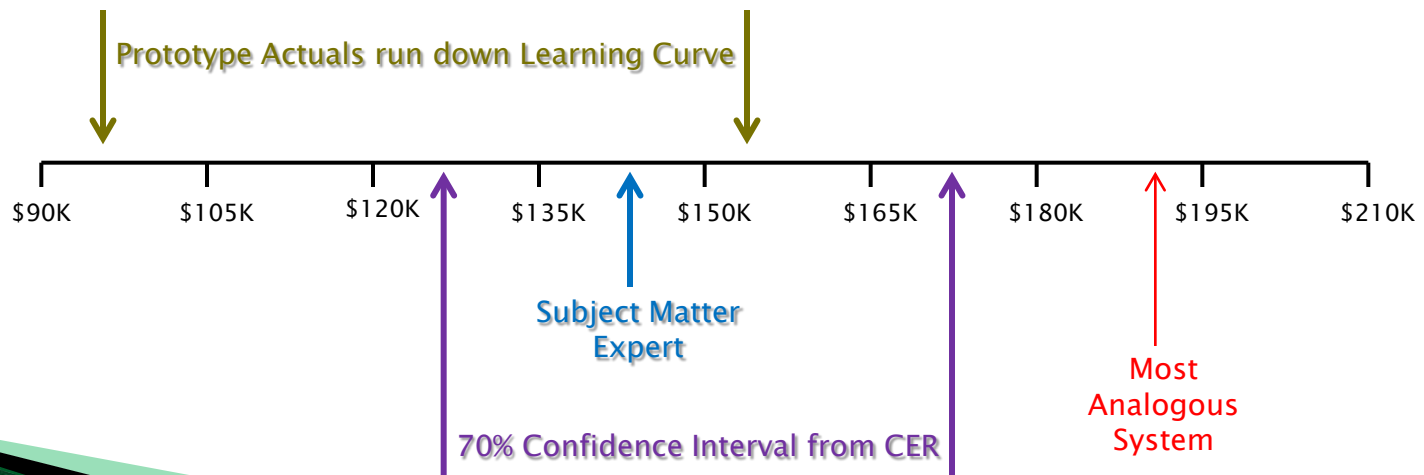 Prototype Actuals run down Learning Curve
$90K $105K $120K $135K $150K $165K $180K $195K $210K
Subject Matter
Expert
Most
Analogous
System
70% Confidence Interval from CER